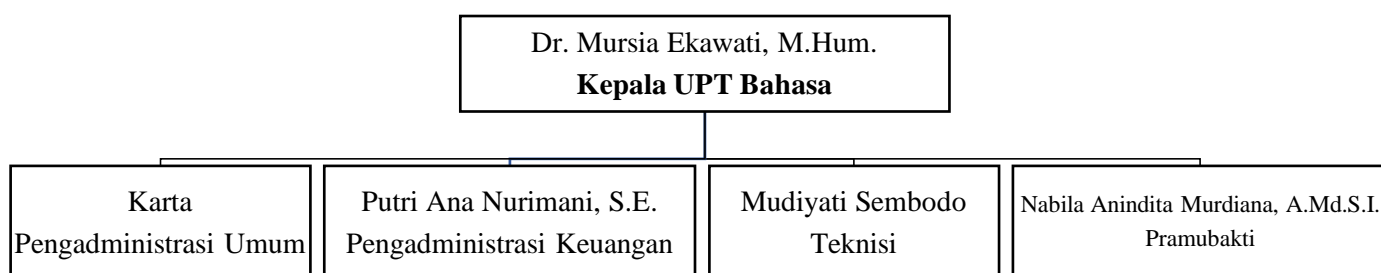 Dr. Mursia Ekawati, M.Hum.
Kepala UPT Bahasa
Karta
Pengadministrasi Umum
Putri Ana Nurimani, S.E.
Pengadministrasi Keuangan
Mudiyati Sembodo
Teknisi
Nabila Anindita Murdiana, A.Md.S.I.
Pramubakti